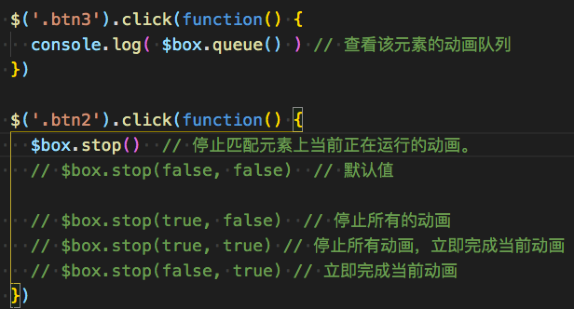 $('.btn3').click(function() {
  console.log( $box.queue() ) // 查看该元素的动画队列
})
$('.btn2').click(function() {
  $box.stop()  // 停止匹配元素上当前正在运行的动画。
  // $box.stop(false, false)  // 默认值
  // $box.stop(true, false)  // 停止所有的动画
  // $box.stop(true, true) // 停止所有动画，立即完成当前动画
  // $box.stop(false, true) // 立即完成当前动画
})